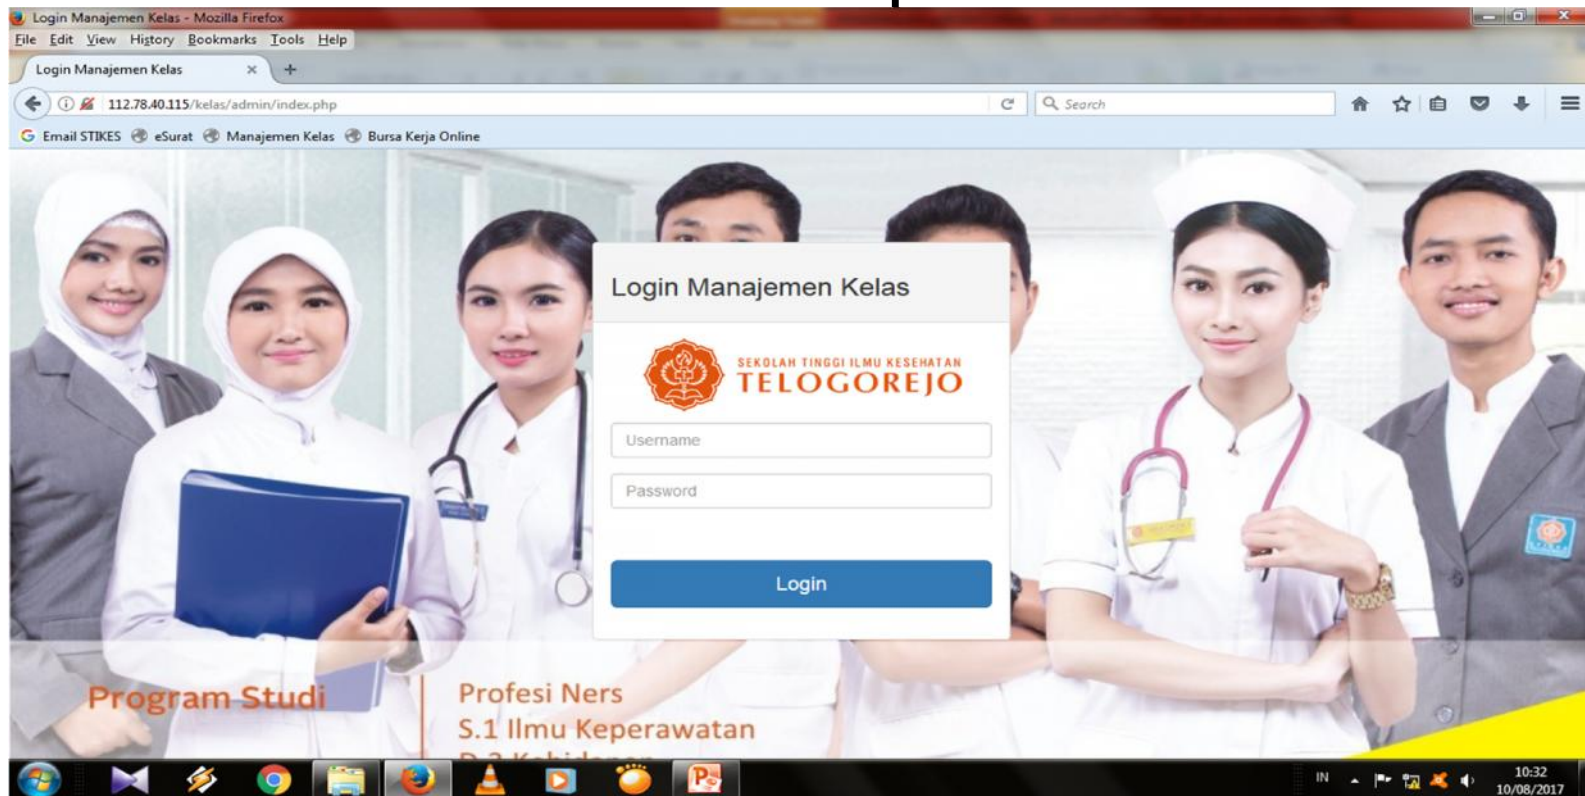 Login Manajemen Kelas - Mozilla Firefox
File Edit View History Bookmarks Tools Help
Login Manajemen Kelas
112.78.40.115/kelas/admin/index.php
Search
Email STIKES eSurat Manajemen Kelas Bursa Kerja Online
Login Manajemen Kelas
SEKOLAH TINGGI ILMU KESEHATAN
TELOGOREJO
Username
Password
Login
Program Studi
Profesi Ners
S.1 Ilmu Keperawatan
IN
10:32
10/08/2017